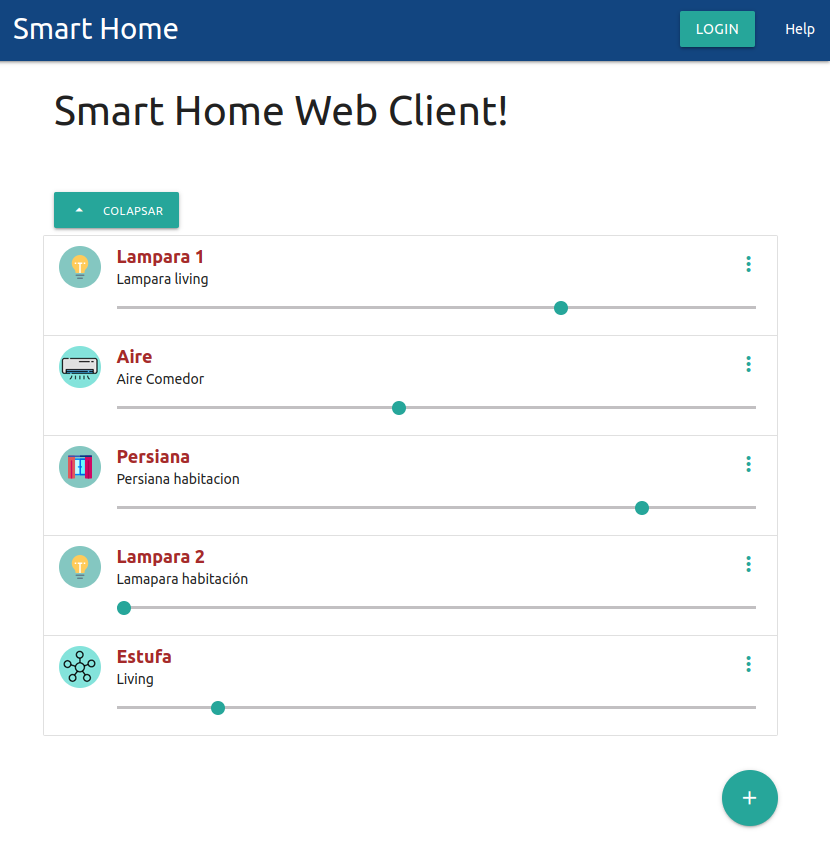 Smart Home
LOGIN
Help
Smart Home Web Client!
COLAPSAR
Lampara 1
Lampara living
Aire
Aire Comedor
Persiana
Persiana habitacion
Lampara 2
Lamapara habitación
Estufa
Living
+